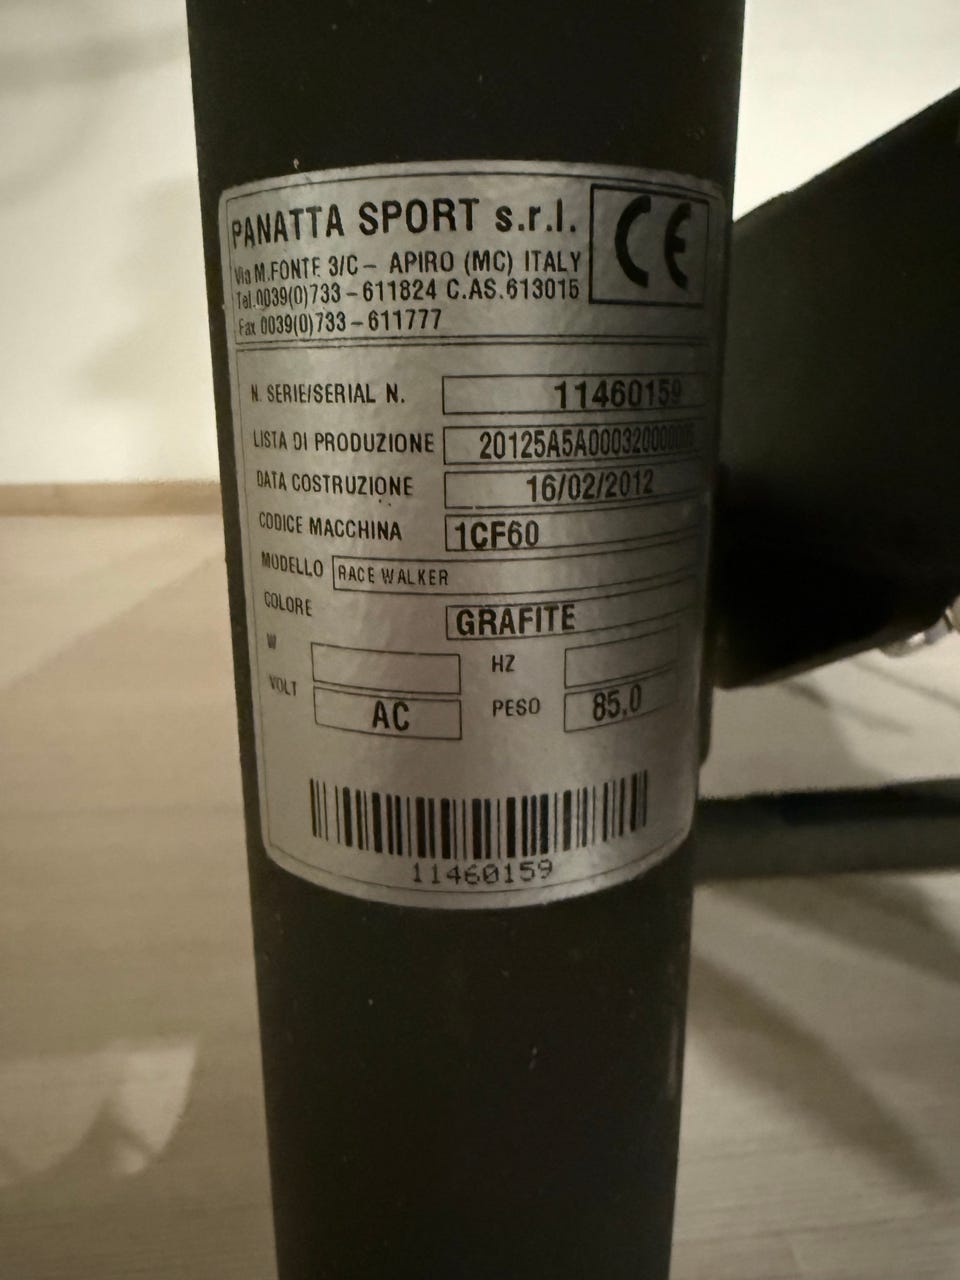 PANATTA SPORT s.r.l.
CE
Via M.FONTE 3/C - APIRO (MC) ITALY
Tel.0039(0)733-611824 C.AS.613015
Fax 0039(0)733-611777
N. SERIE/SERIAL N. 11460159
LISTA DI PRODUZIONE
DATA COSTRUZIONE 16/02/2012
CODICE MACCHINA 1CF60
MODELLO RACE WALKER
COLORE GRAFITE
W HZ
VOLT AC PESO 85.0
11460159